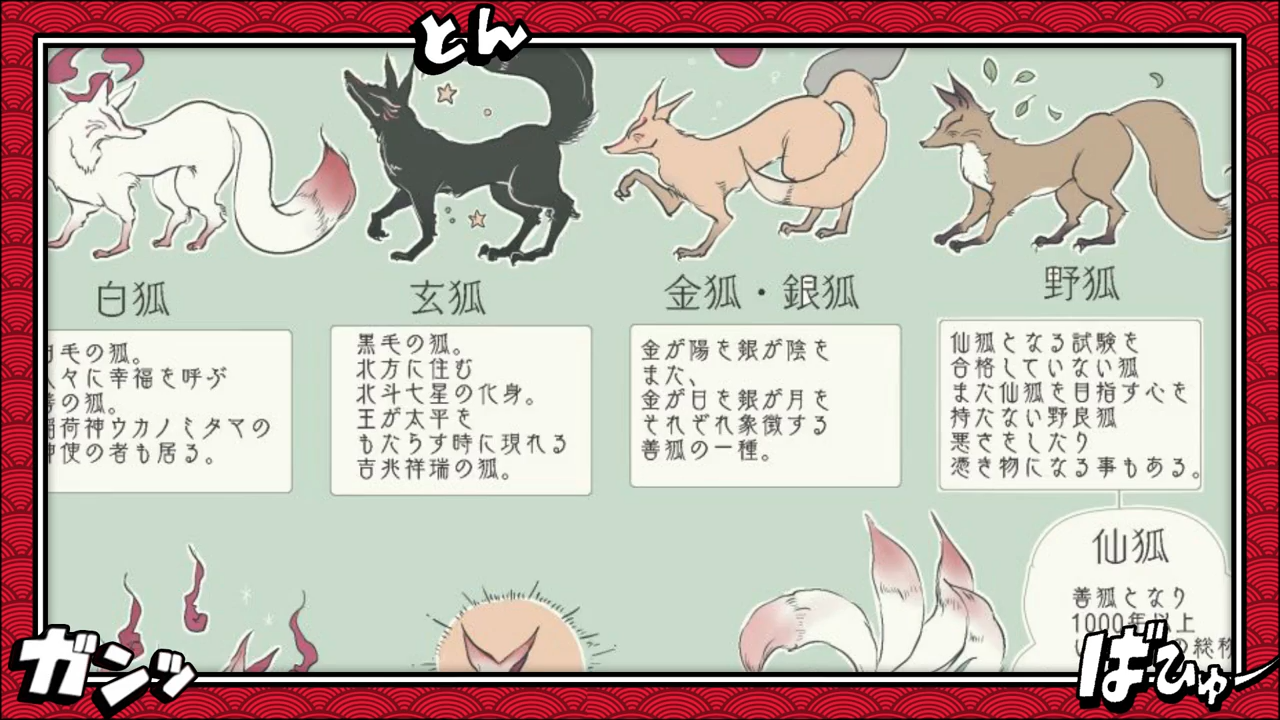 とん
白狐
玄狐
金狐・銀狐
野狐
毛の狐。
々に幸福を呼ぶ
の狐。
荷神ウカノミタマの
使の者も居る。
黒毛の狐。
北方に住む
北斗七星の化身。
王が太平を
もたらす時に現れる
吉兆祥瑞の狐。
金が陽を銀が陰を
また、
金が日を銀が月を
それぞれ象徴する
善狐の一種。
仙狐となる試験を
合格していない狐
また仙狐を目指す心を
持たない野良狐
悪さをしたり
憑き物になる事もある。
仙狐
善狐となり
1000年以上
の総称
ガンッ
ばひゅ